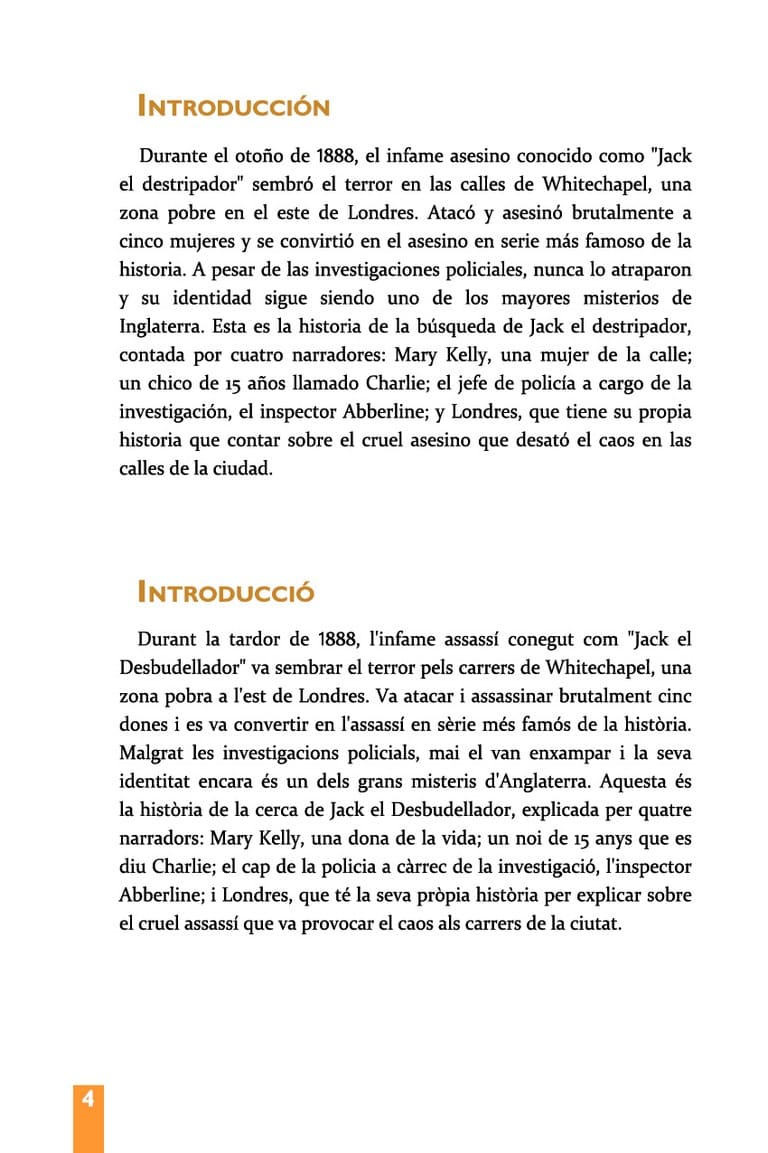 Introducción
Durante el otoño de 1888, el infame asesino conocido como "Jack
el destripador" sembró el terror en las calles de Whitechapel, una
zona pobre en el este de Londres. Atacó y asesinó brutalmente a
cinco mujeres y se convirtió en el asesino en serie más famoso de la
historia. A pesar de las investigaciones policiales, nunca lo atraparon
y su identidad sigue siendo uno de los mayores misterios de
Inglaterra. Esta es la historia de la búsqueda de Jack el destripador,
contada por cuatro narradores: Mary Kelly, una mujer de la calle;
un chico de 15 años llamado Charlie; el jefe de policía a cargo de la
investigación, el inspector Abberline; y Londres, que tiene su propia
historia que contar sobre el cruel asesino que desató el caos en las
calles de la ciudad.
Introducció
Durant la tardor de 1888, l'infame assassí conegut com "Jack el
Desbudellador" va sembrar el terror pels carrers de Whitechapel, una
zona pobra a l'est de Londres. Va atacar i assassinar brutalment cinc
dones i es va convertir en l'assassí en sèrie més famós de la història.
Malgrat les investigacions policials, mai el van enxampar i la seva
identitat encara és un dels grans misteris d'Anglaterra. Aquesta és
la història de la cerca de Jack el Desbudellador, explicada per quatre
narradors: Mary Kelly, una dona de la vida; un noi de 15 anys que es
diu Charlie; el cap de la policia a càrrec de la investigació, l'inspector
Abberline; i Londres, que té la seva pròpia història per explicar sobre
el cruel assassí que va provocar el caos als carrers de la ciutat.
4